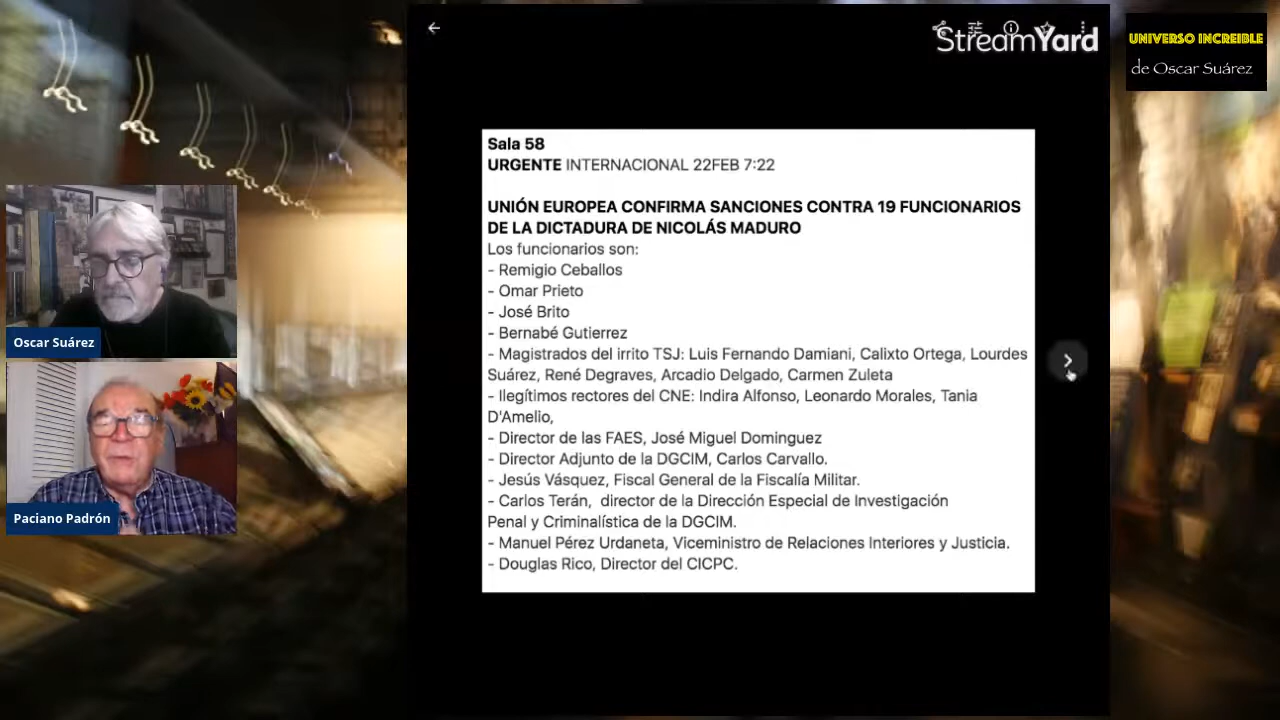 StreamYard
UNIVERSO INCREIBLE
de Oscar Suárez
Sala 58
URGENTE INTERNACIONAL 22FEB 7:22
UNIÓN EUROPEA CONFIRMA SANCIONES CONTRA 19 FUNCIONARIOS
DE LA DICTADURA DE NICOLÁS MADURO
Los funcionarios son:
- Remigio Ceballos
- Omar Prieto
- José Brito
- Bernabé Gutierrez
- Magistrados del irrito TSJ: Luis Fernando Damiani, Calixto Ortega, Lourdes
Suárez, René Degraves, Arcadio Delgado, Carmen Zuleta
- Ilegítimos rectores del CNE: Indira Alfonso, Leonardo Morales, Tania
D'Amelio,
- Director de las FAES, José Miguel Dominguez
- Director Adjunto de la DGCIM, Carlos Carvallo.
- Jesús Vásquez, Fiscal General de la Fiscalía Militar.
- Carlos Terán,  director de la Dirección Especial de Investigación
Penal y Criminalística de la DGCIM.
- Manuel Pérez Urdaneta, Viceministro de Relaciones Interiores y Justicia.
- Douglas Rico, Director del CICPC.
Oscar Suárez
Paciano Padrón